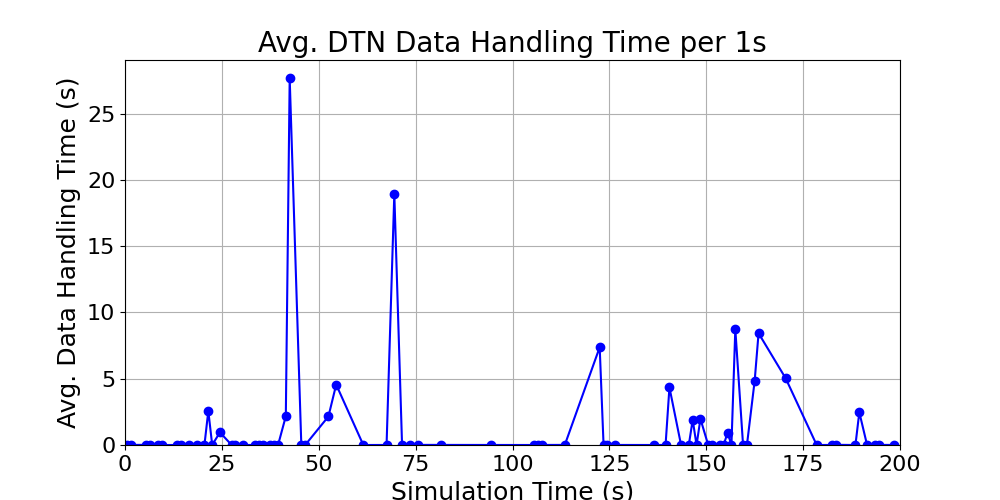 Avg. DTN Data Handling Time per 1s
Avg. Data Handling Time (s)
25
20
15
10
5
0
0 25 50 75 100 125 150 175 200
Simulation Time (s)